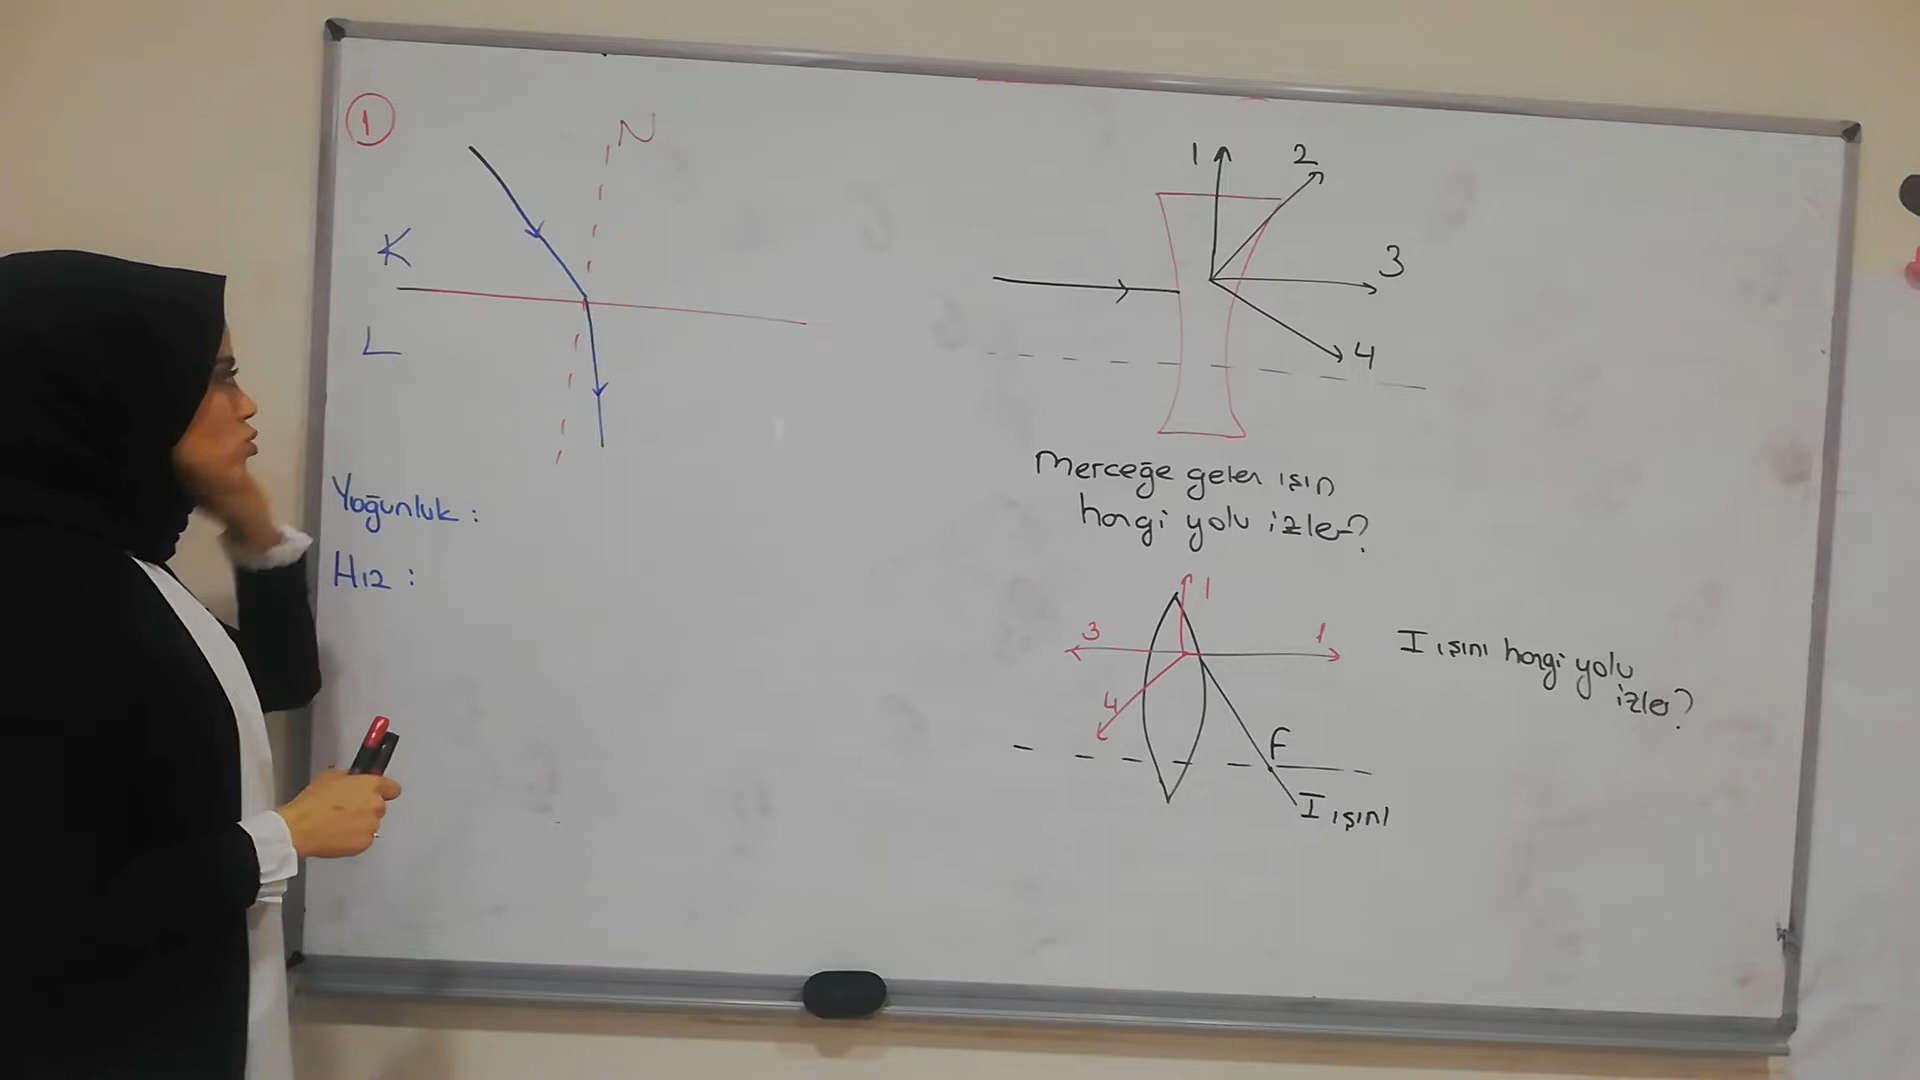 1
N
K
L
Yoğunluk :
Hız :
1
2
3
4
Merceğe gelen ışın
hangi yolu izler?
1
3
1
4
F
I ışını
I ışını hangi yolu
izler?